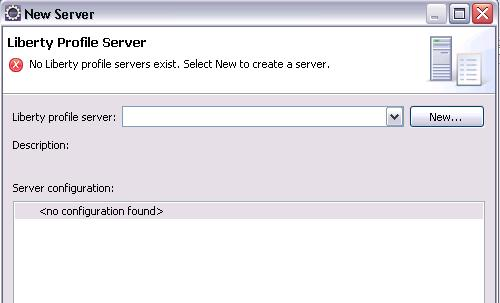 New Server
Liberty Profile Server
No Liberty profile servers exist. Select New to create a server.
Liberty profile server:
New...
Description:
Server configuration:
<no configuration found>